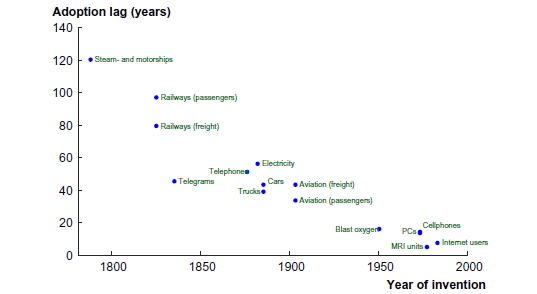 Adoption lag (years)
140
120
Steam- and motorships
100
Railways (passengers)
80
Railways (freight)
60
Electricity
Telephone
Telegrams
Cars
Aviation (freight)
40
Trucks
Aviation (passengers)
20
Blast oxygen
Cellphones
PCs
Internet users
MRI units
0
1800
1850
1900
1950
2000
Year of invention